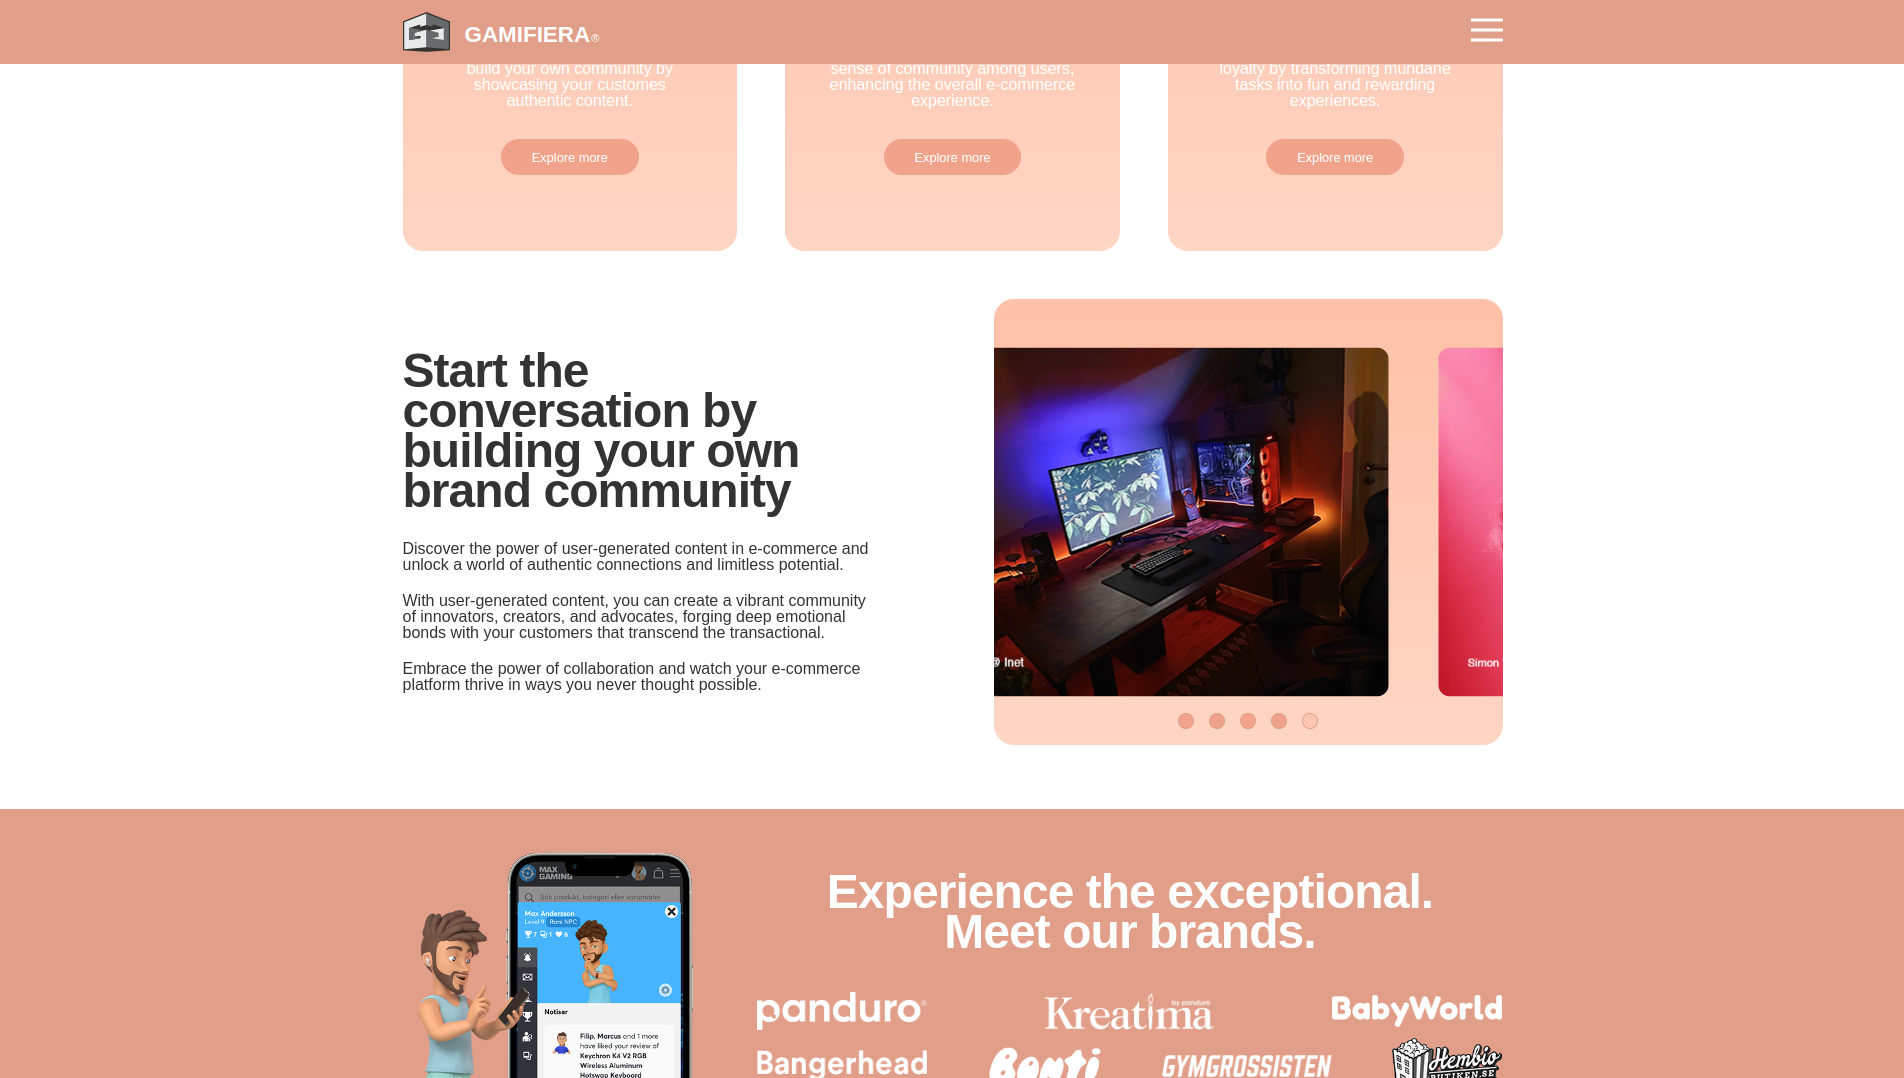 GAMIFIERA®
build your own community by
showcasing your customes
authentic content.
Explore more
sense of community among users,
enhancing the overall e-commerce
experience.
Explore more
loyalty by transforming mundane
tasks into fun and rewarding
experiences.
Explore more
Start the
conversation by
building your own
brand community
Discover the power of user-generated content in e-commerce and
unlock a world of authentic connections and limitless potential.
With user-generated content, you can create a vibrant community
of innovators, creators, and advocates, forging deep emotional
bonds with your customers that transcend the transactional.
Embrace the power of collaboration and watch your e-commerce
platform thrive in ways you never thought possible.
@ Inet
Simon
MAX
GAMING
Sök produkt, kategori eller varumärke
Max Andersson
Level 9 Rare NPC
7 1 6
Notiser
Filip, Marcus and 1 more
have liked your review of
Keychron K4 V2 RGB
Wireless Aluminum
Hotswap Keyboard
Experience the exceptional.
Meet our brands.
panduro®
Kreatima
by panduro
BabyWorld
Bangerhead
Bonti
GYMGROSSISTEN
Hembio
BUTIKEN.SE